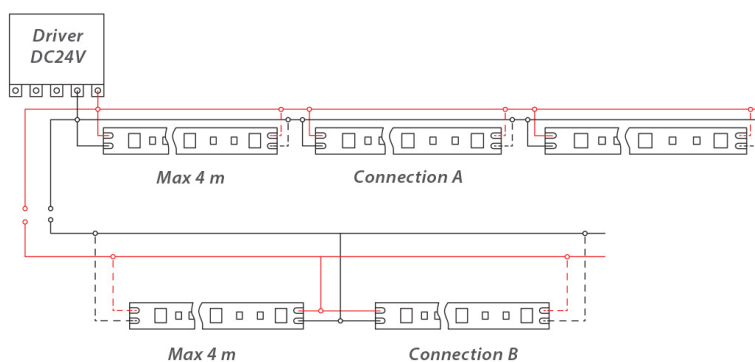 Driver
DC24V
Max 4 m
Connection A
Max 4 m
Connection B